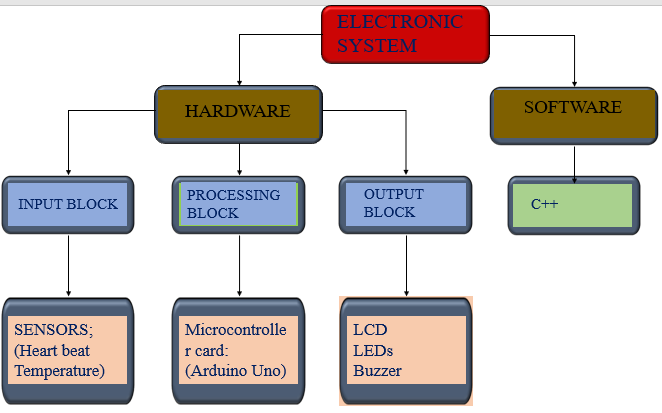 ELECTRONIC
SYSTEM
HARDWARE
SOFTWARE
INPUT BLOCK
PROCESSING
BLOCK
OUTPUT
BLOCK
C++
SENSORS;
(Heart beat
Temperature)
Microcontrolle
r card:
(Arduino Uno)
LCD
LEDs
Buzzer